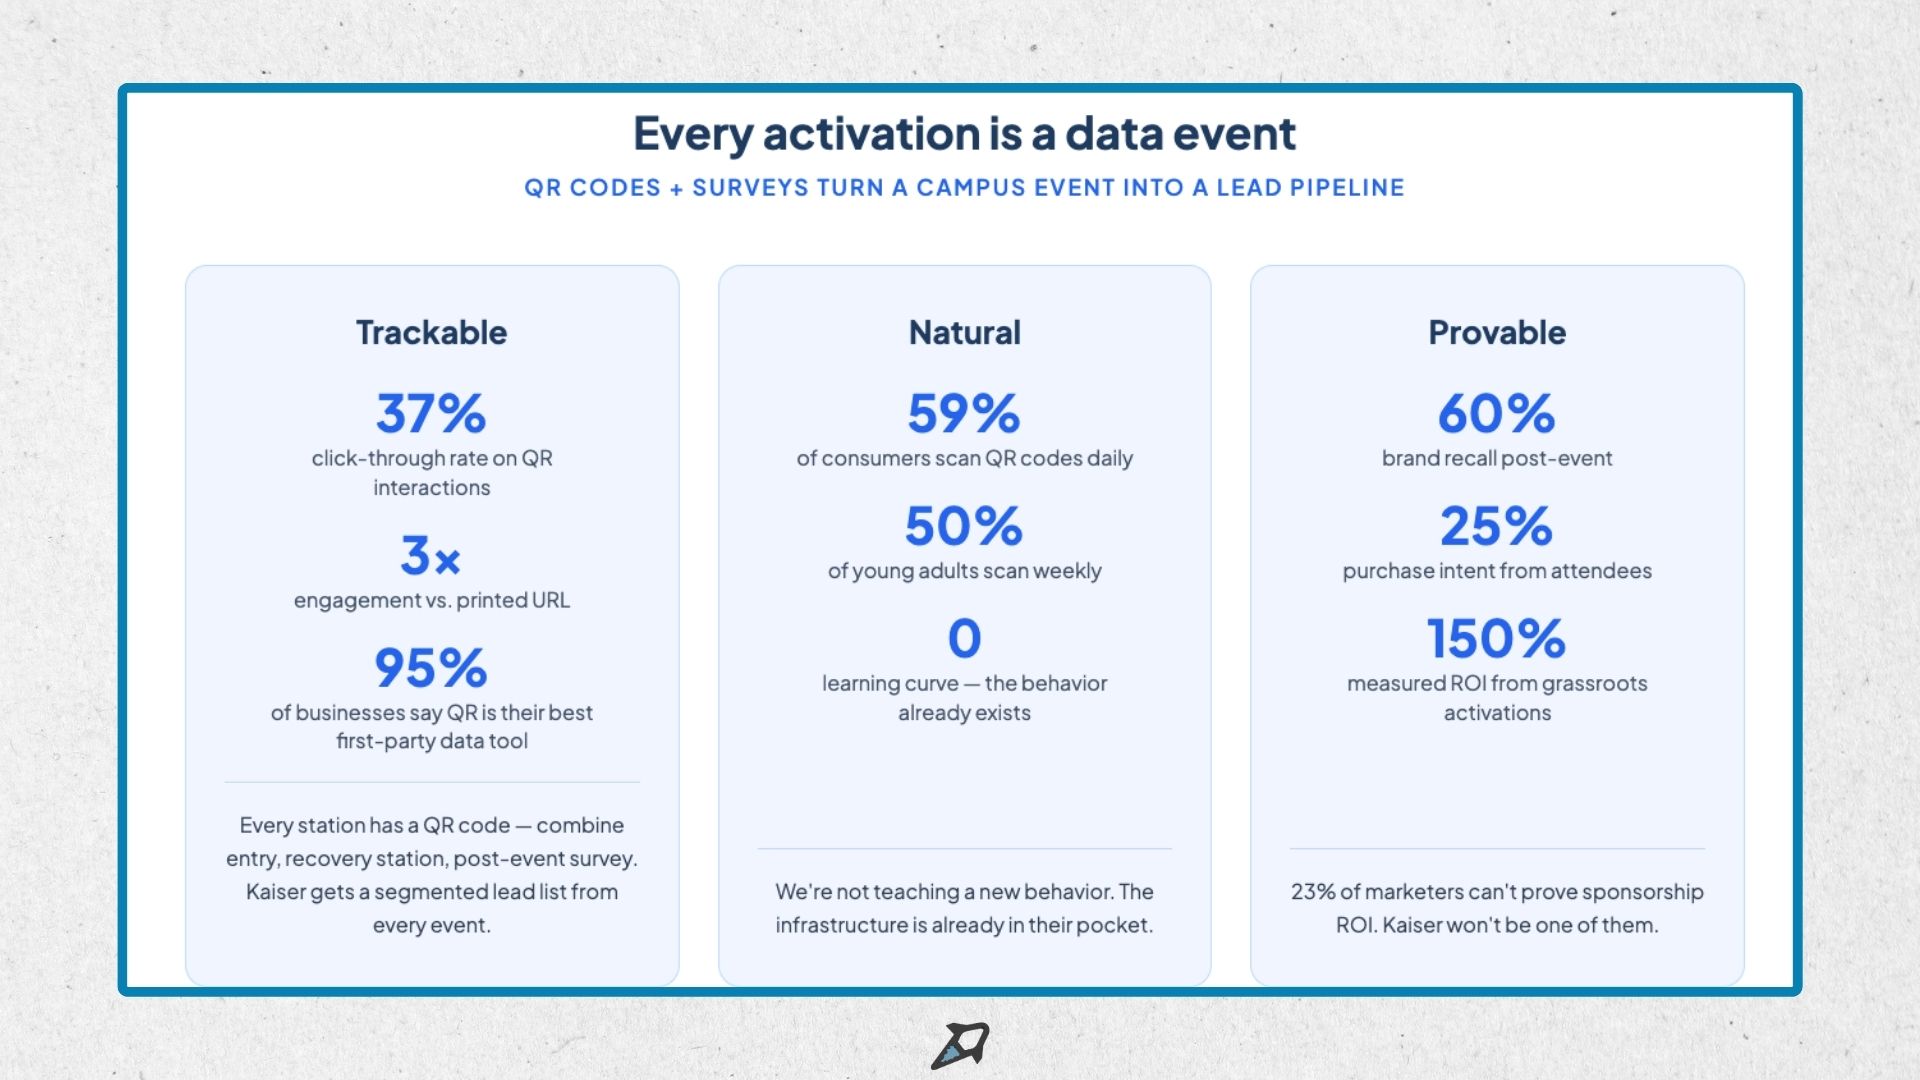 Every activation is a data event
QR CODES + SURVEYS TURN A CAMPUS EVENT INTO A LEAD PIPELINE
Trackable
37%
click-through rate on QR
interactions
3×
engagement vs. printed URL
95%
of businesses say QR is their best
first-party data tool
Every station has a QR code — combine
entry, recovery station, post-event survey.
Kaiser gets a segmented lead list from
every event.
Natural
59%
of consumers scan QR codes daily
50%
of young adults scan weekly
0
learning curve — the behavior
already exists
We're not teaching a new behavior. The
infrastructure is already in their pocket.
Provable
60%
brand recall post-event
25%
purchase intent from attendees
150%
measured ROI from grassroots
activations
23% of marketers can't prove sponsorship
ROI. Kaiser won't be one of them.